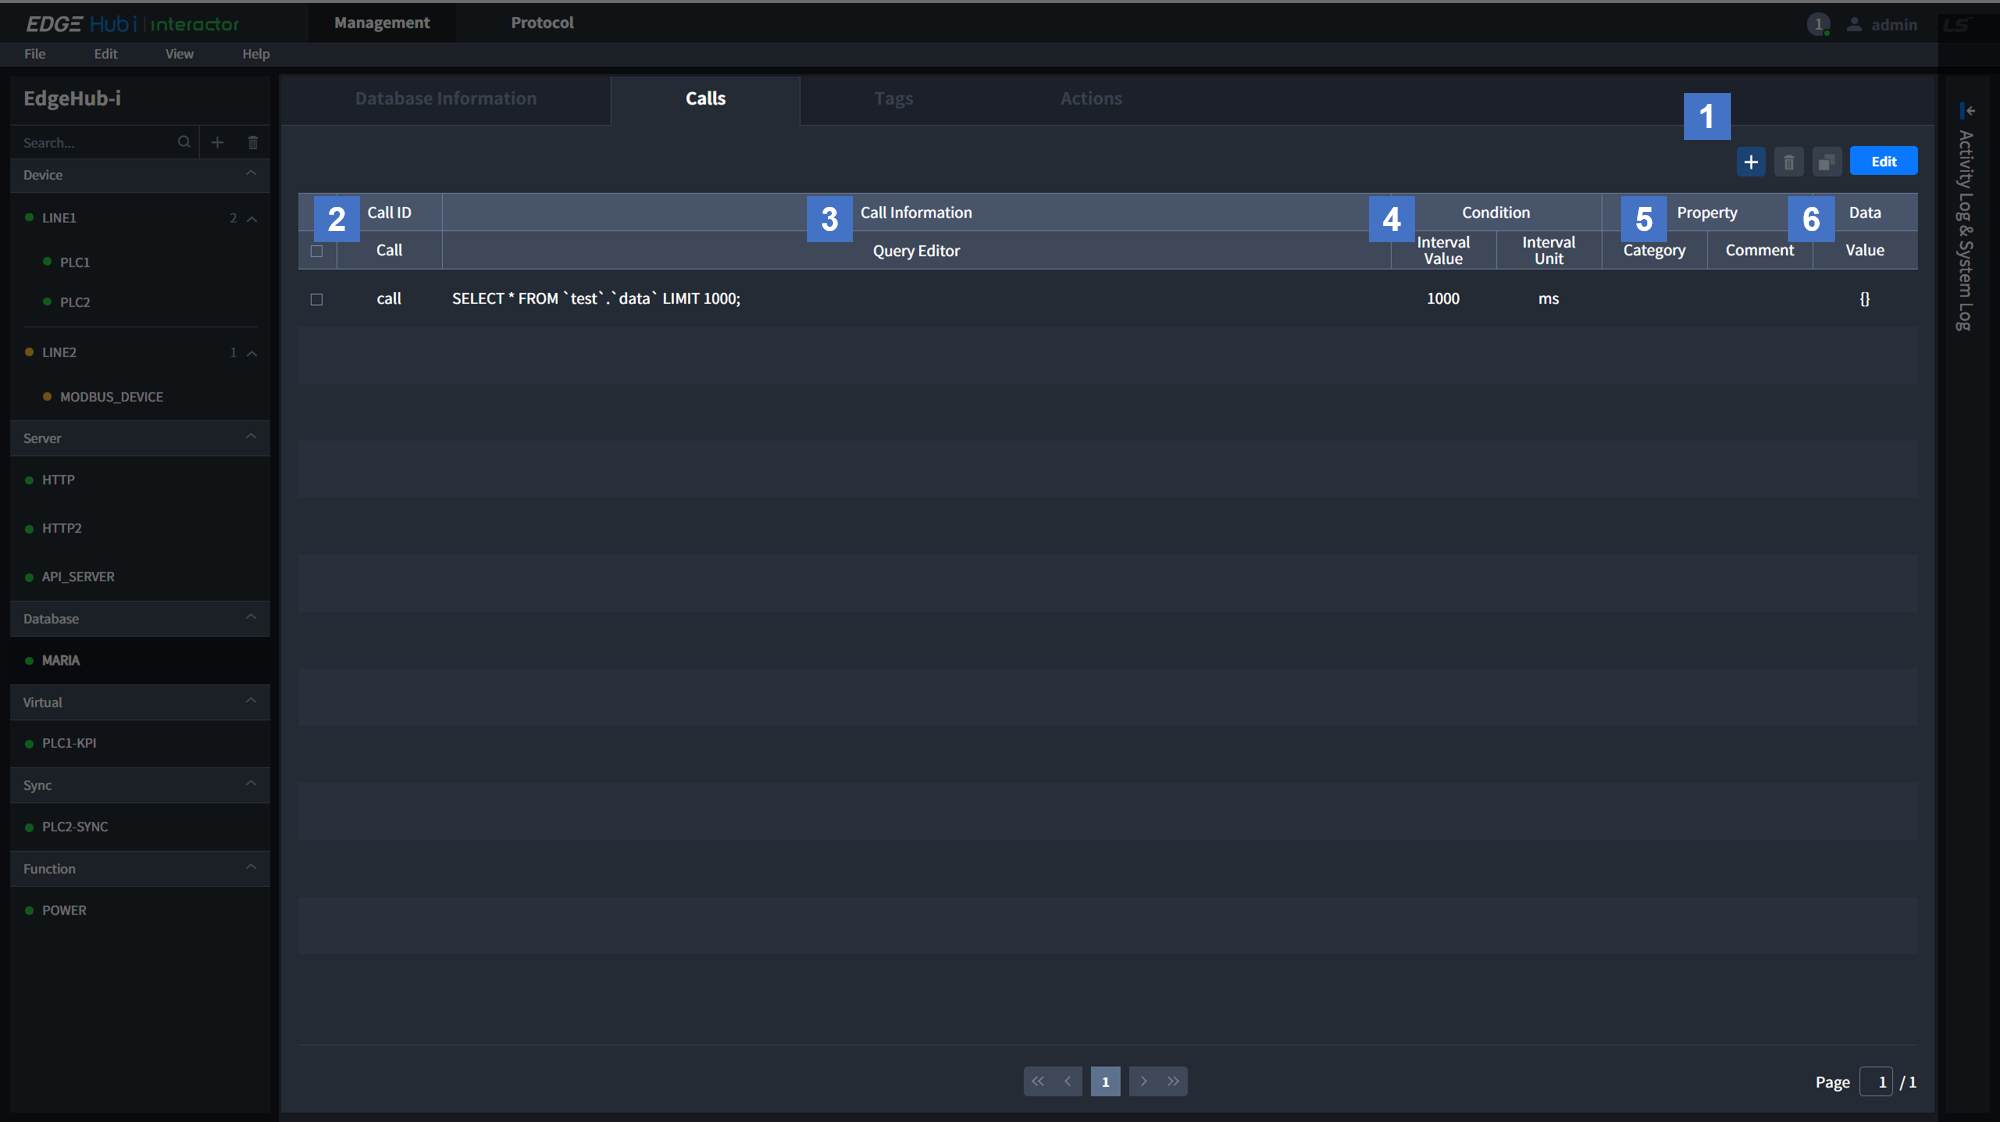 EDGE Hub i | interactor
Management
Protocol
1
admin
LS
File
Edit
View
Help
EdgeHub-i
Search...
Device
LINE1
2
PLC1
PLC2
LINE2
1
MODBUS_DEVICE
Server
HTTP
HTTP2
API_SERVER
Database
MARIA
Virtual
PLC1-KPI
Sync
PLC2-SYNC
Function
POWER
Database Information
Calls
Tags
Actions
1
Edit
2 Call ID
3 Call Information
4 Condition
5 Property
6 Data
Call
Query Editor
Interval
Value
Interval
Unit
Category
Comment
Value
call
SELECT * FROM `test`.`data` LIMIT 1000;
1000
ms
{}
« ‹ 1 › »
Page 1 / 1
Activity Log & System Log